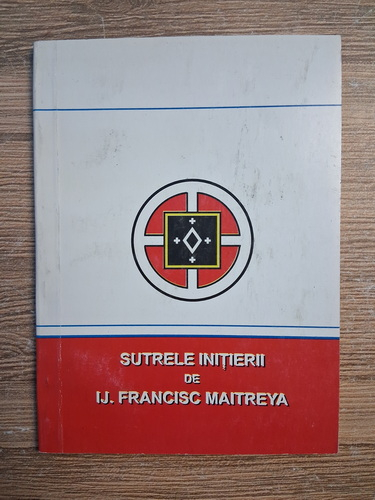 SUTRELE INIȚIERII
DE
IJ. FRANCISC MAITREYA